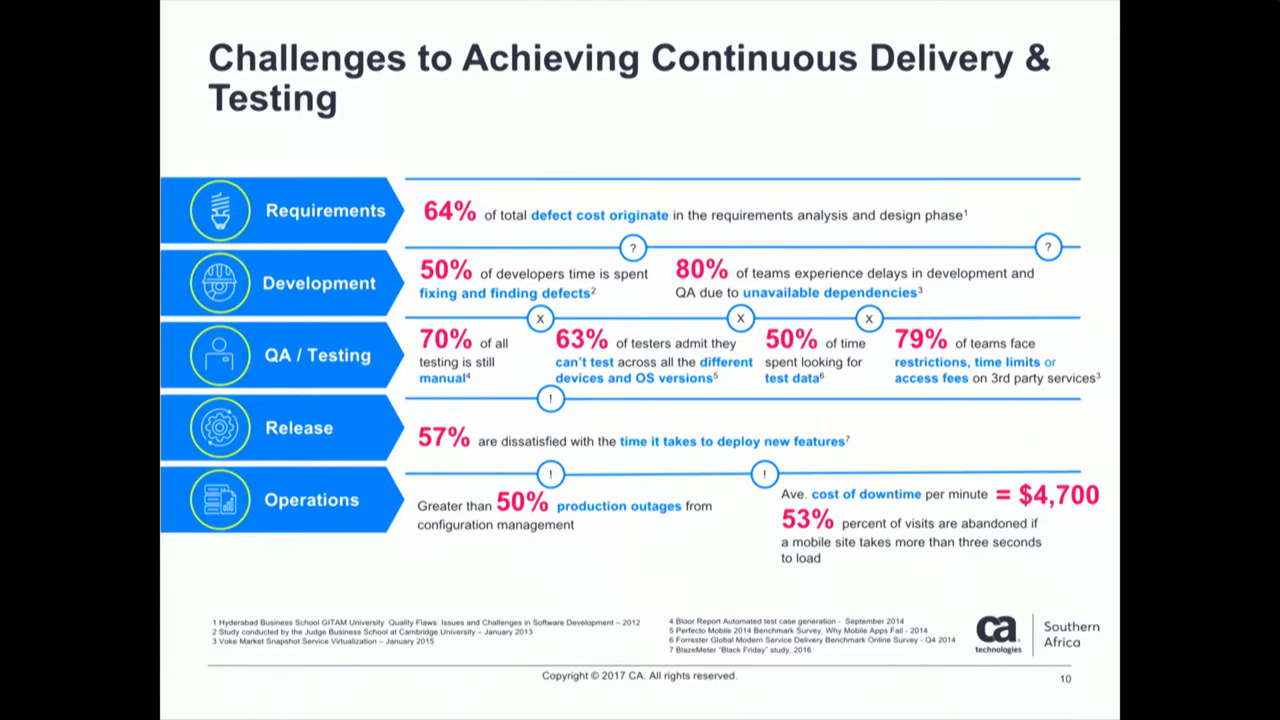 Challenges to Achieving Continuous Delivery &
Testing
Requirements
64% of total defect cost originate in the requirements analysis and design phase¹
?
?
Development
50% of developers time is spent
fixing and finding defects²
80% of teams experience delays in development and
QA due to unavailable dependencies³
X
X
X
QA / Testing
70% of all
testing is still
manual⁴
63% of testers admit they
can't test across all the different
devices and OS versions⁵
50% of time
spent looking for
test data⁶
79% of teams face
restrictions, time limits or
access fees on 3rd party services³
!
Release
57% are dissatisfied with the time it takes to deploy new features⁷
!
!
Operations
Greater than 50% production outages from
configuration management
Ave. cost of downtime per minute = $4,700
53% percent of visits are abandoned if
a mobile site takes more than three seconds
to load
1 Hyderabad Business School GITAM University Quality Flaws: Issues and Challenges in Software Development – 2012
2 Study conducted by the Judge Business School at Cambridge University – January 2013
3 Voke Market Snapshot Service Virtualization – January 2015
4 Bloor Report Automated test case generation - September 2014
5 Perfecto Mobile 2014 Benchmark Survey, Why Mobile Apps Fail - 2014
6 Forrester Global Modern Service Delivery Benchmark Online Survey - Q4 2014
7 BlazeMeter "Black Friday" study, 2016
ca
technologies
Southern
Africa
Copyright © 2017 CA. All rights reserved.
10